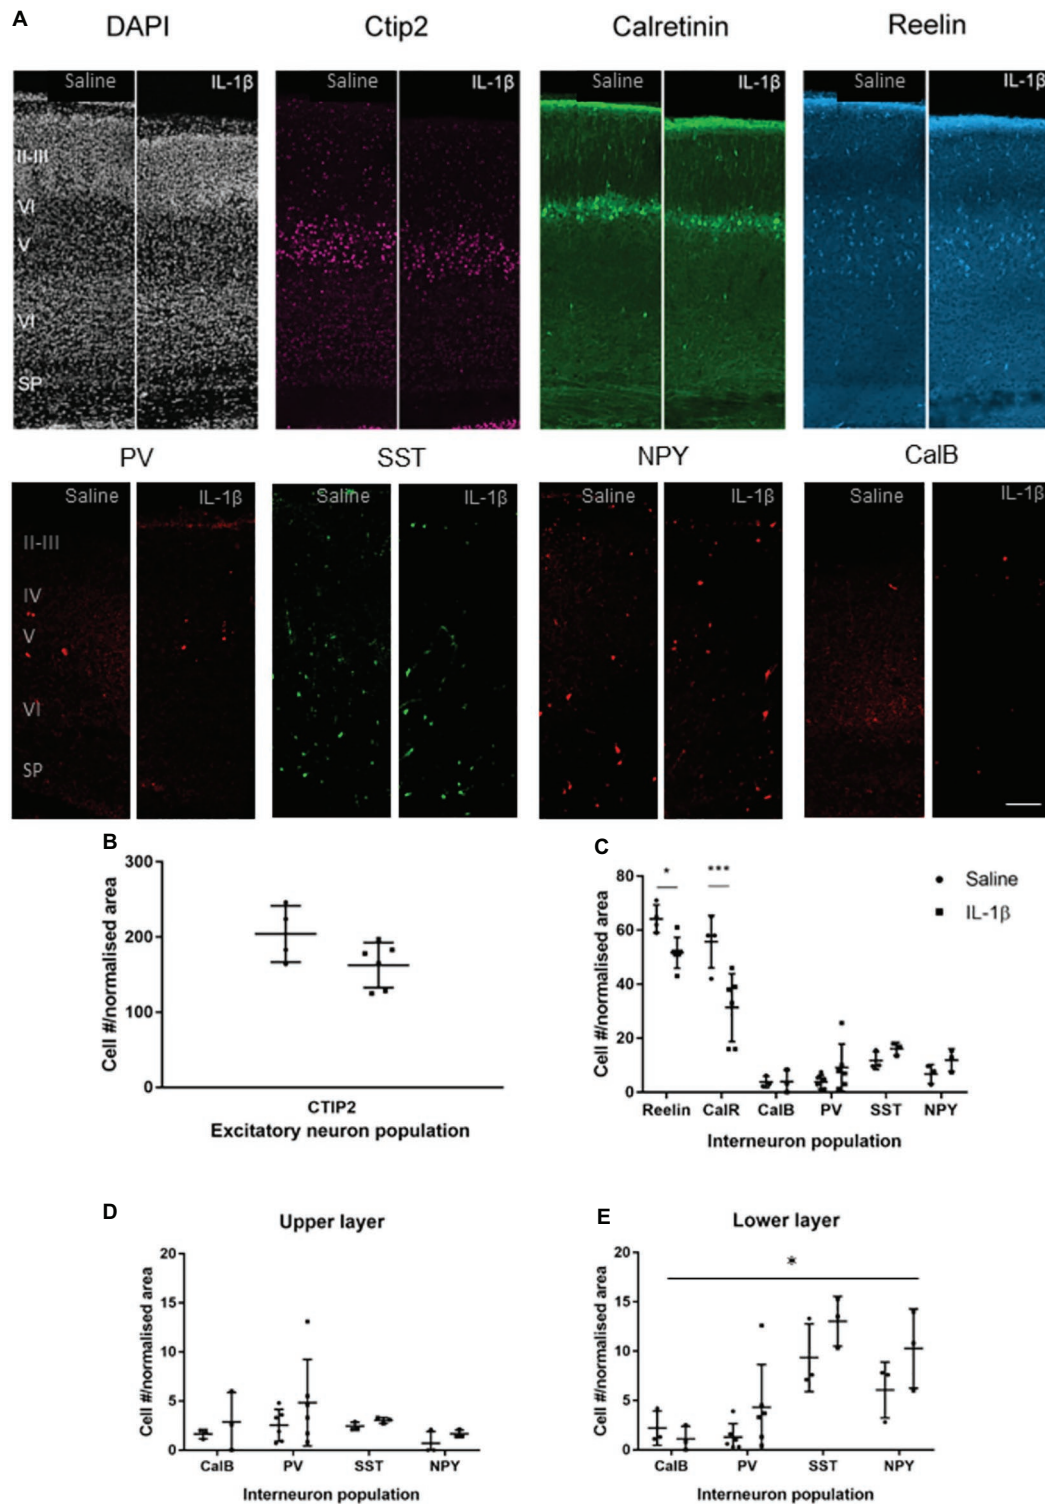 A
DAPI Ctip2 Calretinin Reelin
Saline IL-1β Saline IL-1β Saline IL-1β Saline IL-1β
II-III
VI
V
VI
SP
PV SST NPY CalB
Saline IL-1β Saline IL-1β Saline IL-1β Saline IL-1β
II-III
IV
V
VI
SP
B
300
200
100
0
Cell #/normalised area
CTIP2
Excitatory neuron population
C
80
60
40
20
0
Cell #/normalised area
* ***
Saline
IL-1β
Reelin CalR CalB PV SST NPY
Interneuron population
D
Upper layer
20
15
10
5
0
Cell #/normalised area
CalB PV SST NPY
Interneuron population
E
Lower layer
20
15
10
5
0
Cell #/normalised area
*
CalB PV SST NPY
Interneuron population